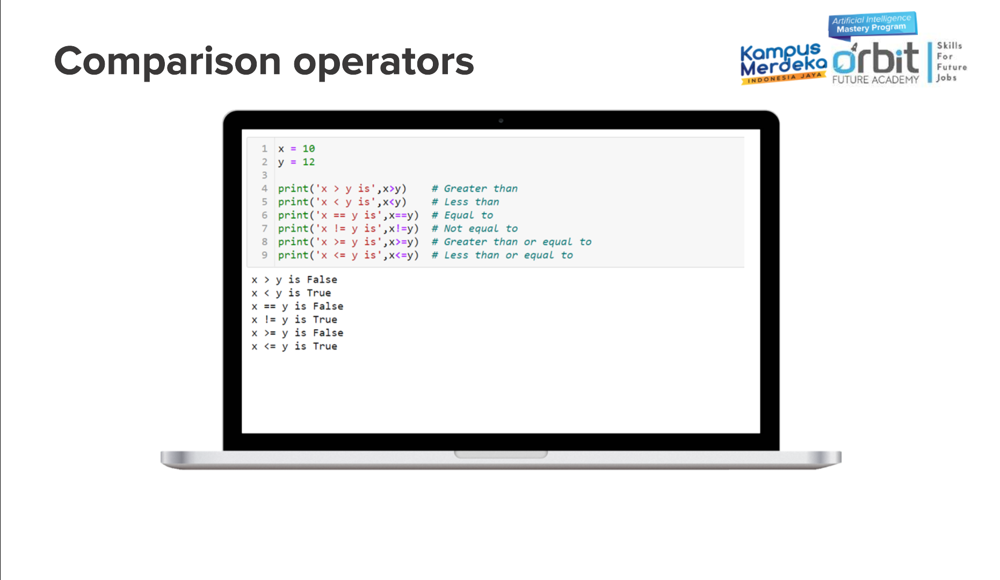 Comparison operators
Artificial Intelligence
Mastery Program
Kampus
Merdeka
INDONESIA JAYA
orbit
FUTURE ACADEMY
Skills
For
Future
Jobs
1 x = 10
2 y = 12
3
4 print('x > y is',x>y)    # Greater than
5 print('x < y is',x<y)    # Less than
6 print('x == y is',x==y)  # Equal to
7 print('x != y is',x!=y)  # Not equal to
8 print('x >= y is',x>=y)  # Greater than or equal to
9 print('x <= y is',x<=y)  # Less than or equal to
x > y is False
x < y is True
x == y is False
x != y is True
x >= y is False
x <= y is True